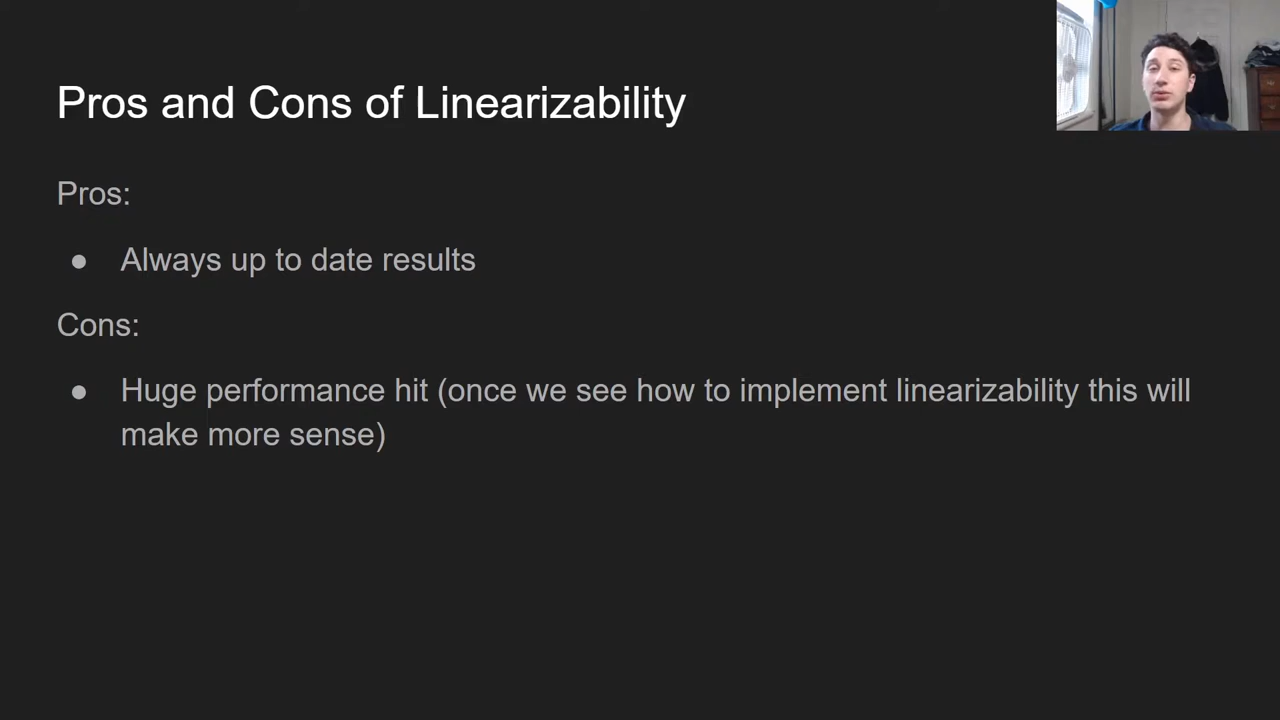 Pros and Cons of Linearizability
Pros:
● Always up to date results
Cons:
● Huge performance hit (once we see how to implement linearizability this will
make more sense)